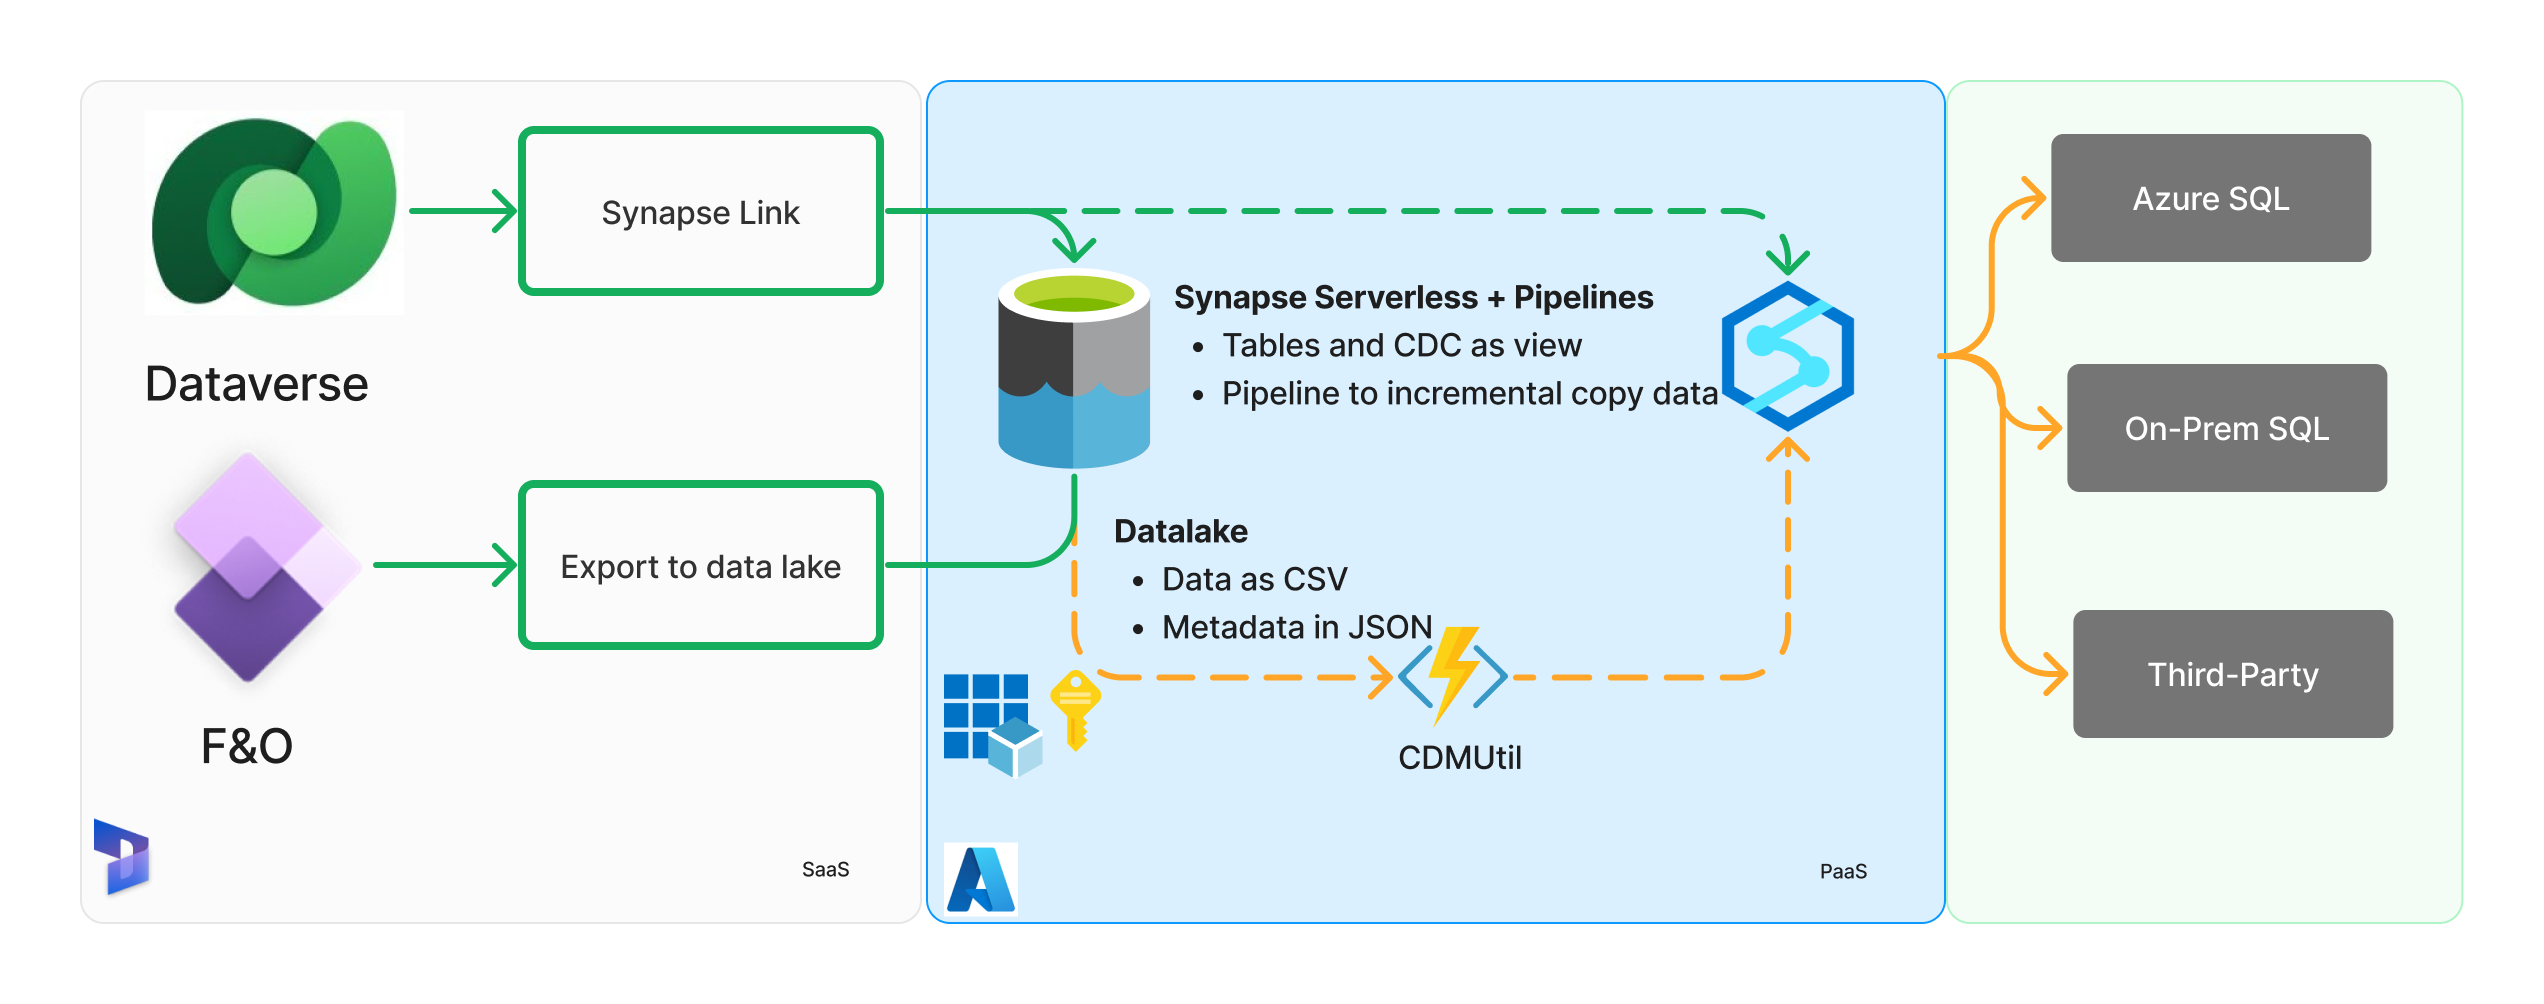 Synapse Link
Dataverse
Export to data lake
F&O
SaaS
Synapse Serverless + Pipelines
• Tables and CDC as view
• Pipeline to incremental copy data
Datalake
• Data as CSV
• Metadata in JSON
CDMUtil
PaaS
Azure SQL
On-Prem SQL
Third-Party